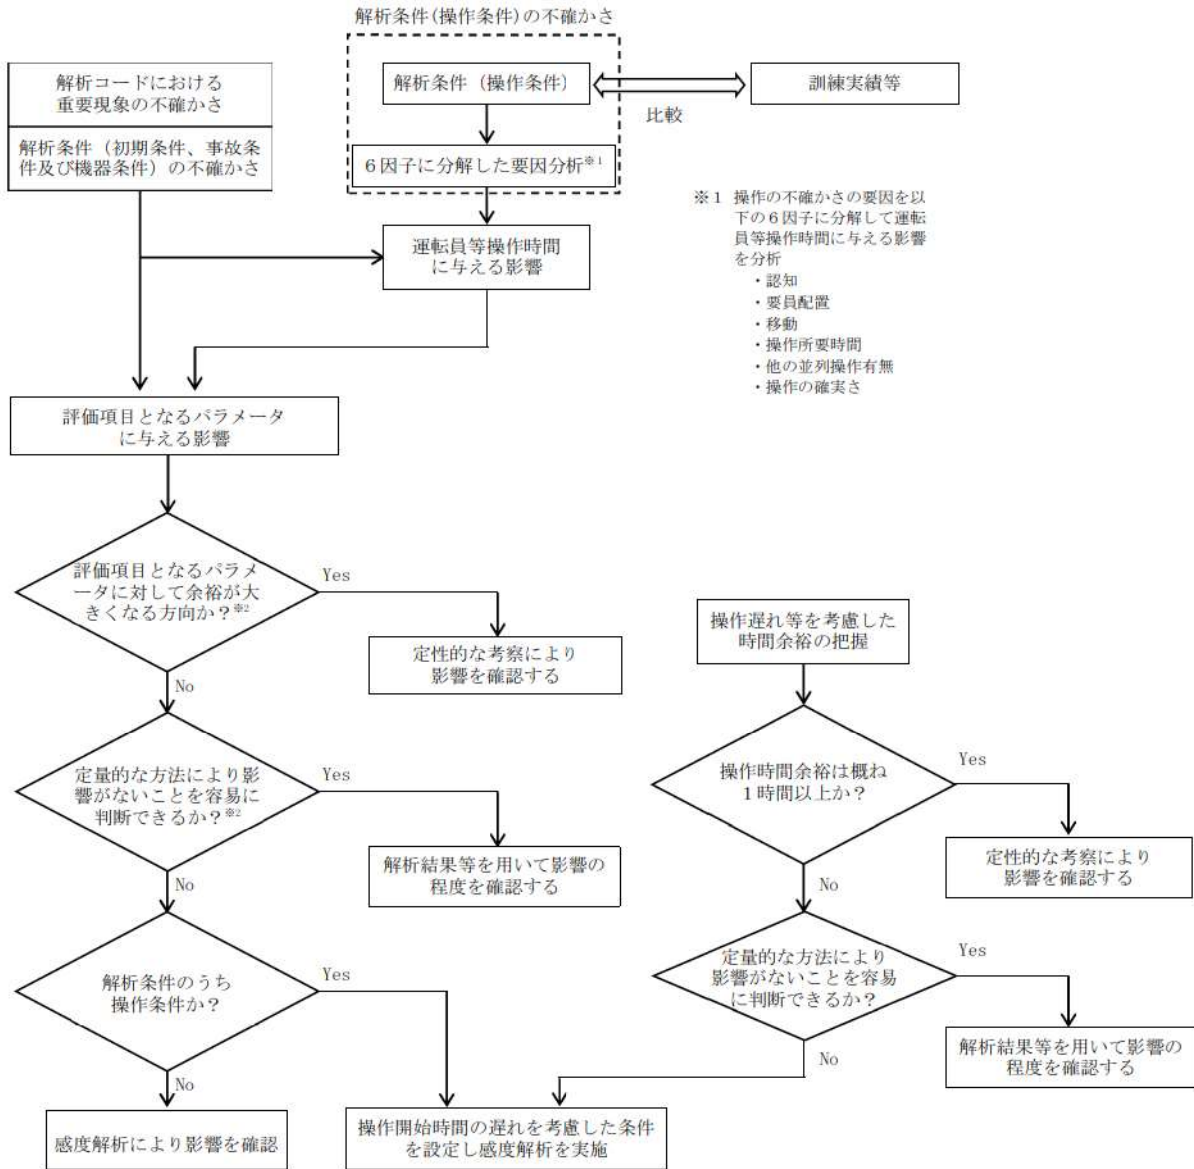 解析条件(操作条件)の不確かさ
解析コードにおける
重要現象の不確かさ
解析条件（初期条件、事故条
件及び機器条件）の不確かさ
解析条件（操作条件）
比較
訓練実績等
６因子に分解した要因分析※1
運転員等操作時間
に与える影響
※１ 操作の不確かさの要因を以
下の６因子に分解して運転
員等操作時間に与える影響
を分析
・認知
・要員配置
・移動
・操作所要時間
・他の並列操作有無
・操作の確実さ
評価項目となるパラメータ
に与える影響
評価項目となるパラメ
ータに対して余裕が大
きくなる方向か？※2
Yes
定性的な考察により
影響を確認する
No
定量的な方法により影
響がないことを容易に
判断できるか？※2
Yes
解析結果等を用いて影響の
程度を確認する
No
解析条件のうち
操作条件か？
Yes
No
感度解析により影響を確認
操作開始時間の遅れを考慮した条件
を設定し感度解析を実施
操作遅れ等を考慮した
時間余裕の把握
操作時間余裕は概ね
１時間以上か？
Yes
定性的な考察により
影響を確認する
No
定量的な方法により
影響がないことを容易
に判断できるか？
Yes
解析結果等を用いて影響の
程度を確認する
No